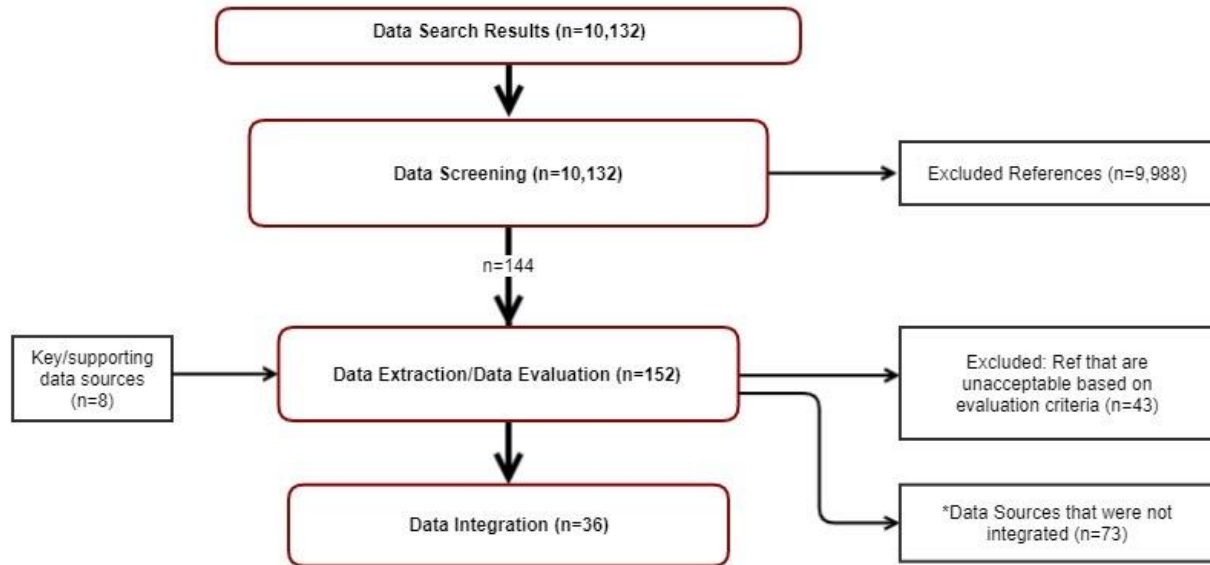 Data Search Results (n=10,132)
Data Screening (n=10,132)
Excluded References (n=9,988)
n=144
Key/supporting
data sources
(n=8)
Data Extraction/Data Evaluation (n=152)
Excluded: Ref that are
unacceptable based on
evaluation criteria (n=43)
Data Integration (n=36)
*Data Sources that were not
integrated (n=73)